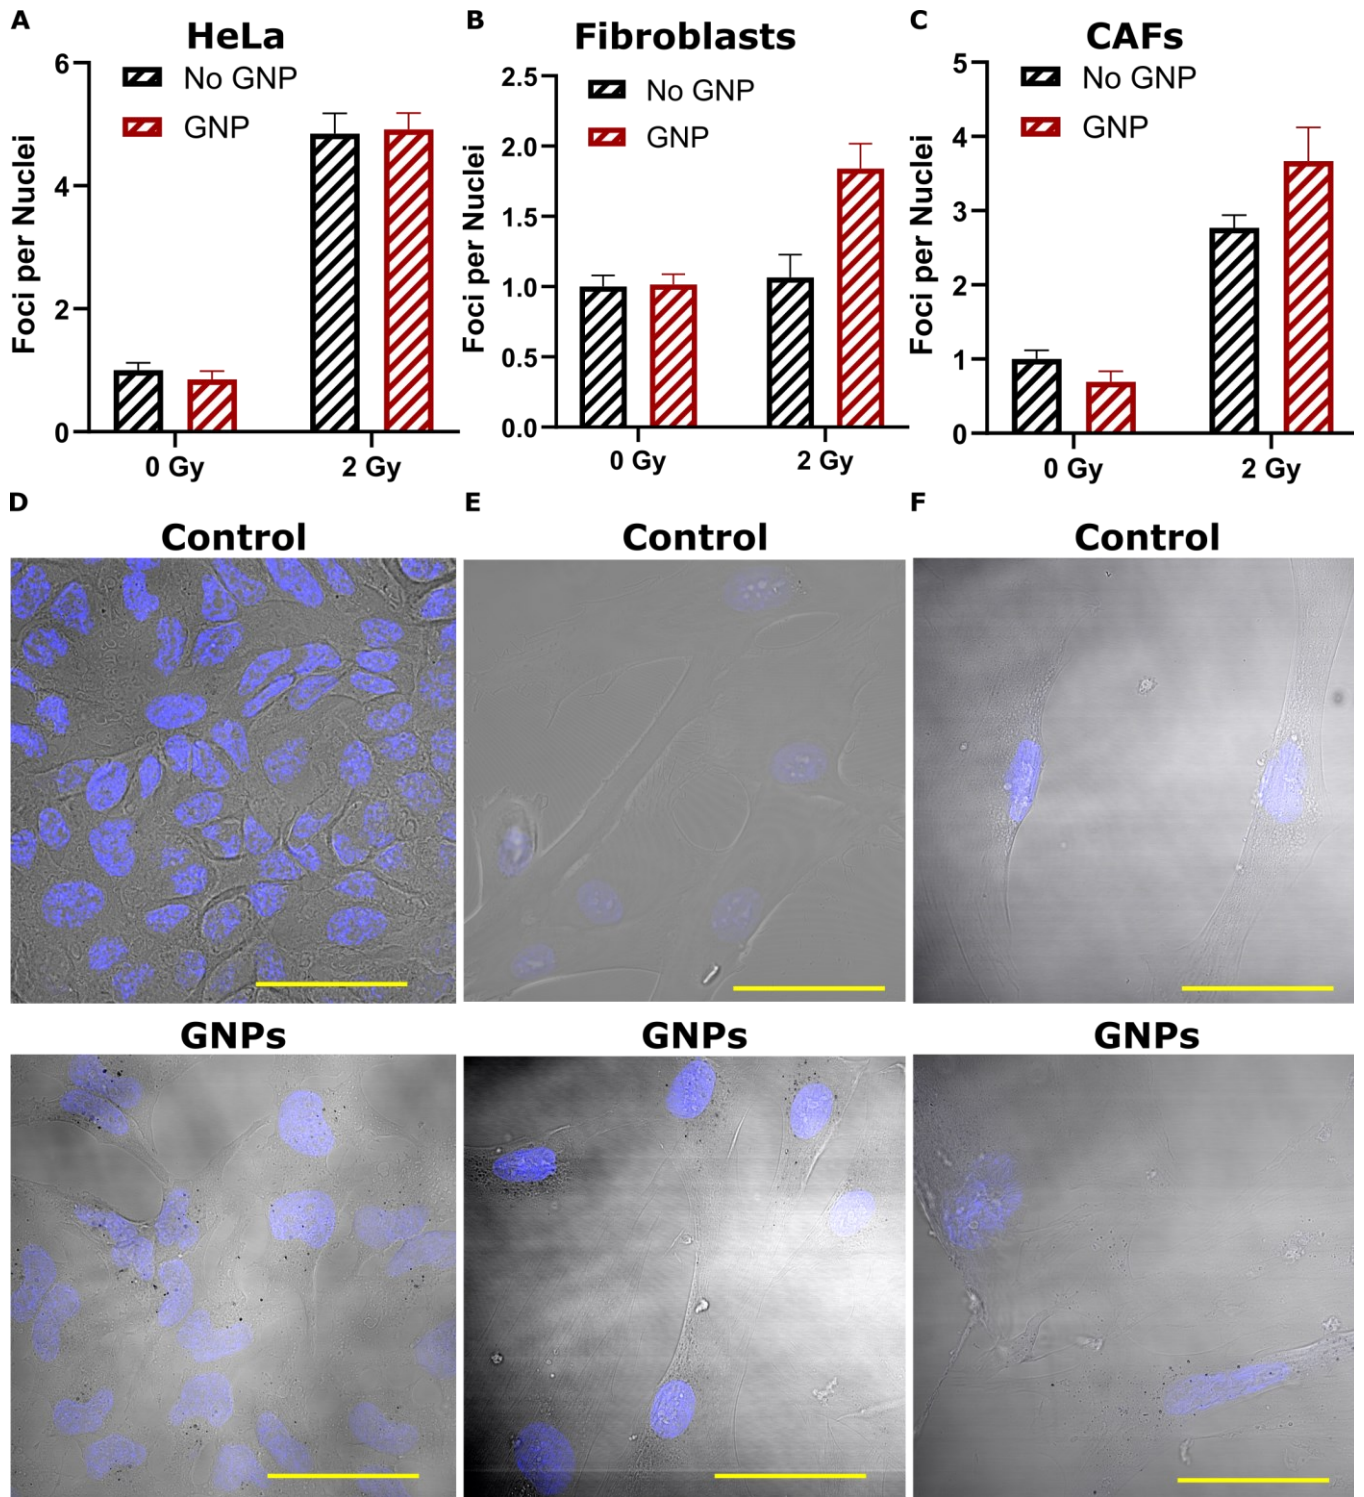 A
HeLa
6
4
2
0
Foci per Nuclei
No GNP
GNP
0 Gy
2 Gy
B
Fibroblasts
2.5
2.0
1.5
1.0
0.5
0.0
Foci per Nuclei
No GNP
GNP
0 Gy
2 Gy
C
CAFs
5
4
3
2
1
0
Foci per Nuclei
No GNP
GNP
0 Gy
2 Gy
D
Control
E
Control
F
Control
GNPs
GNPs
GNPs